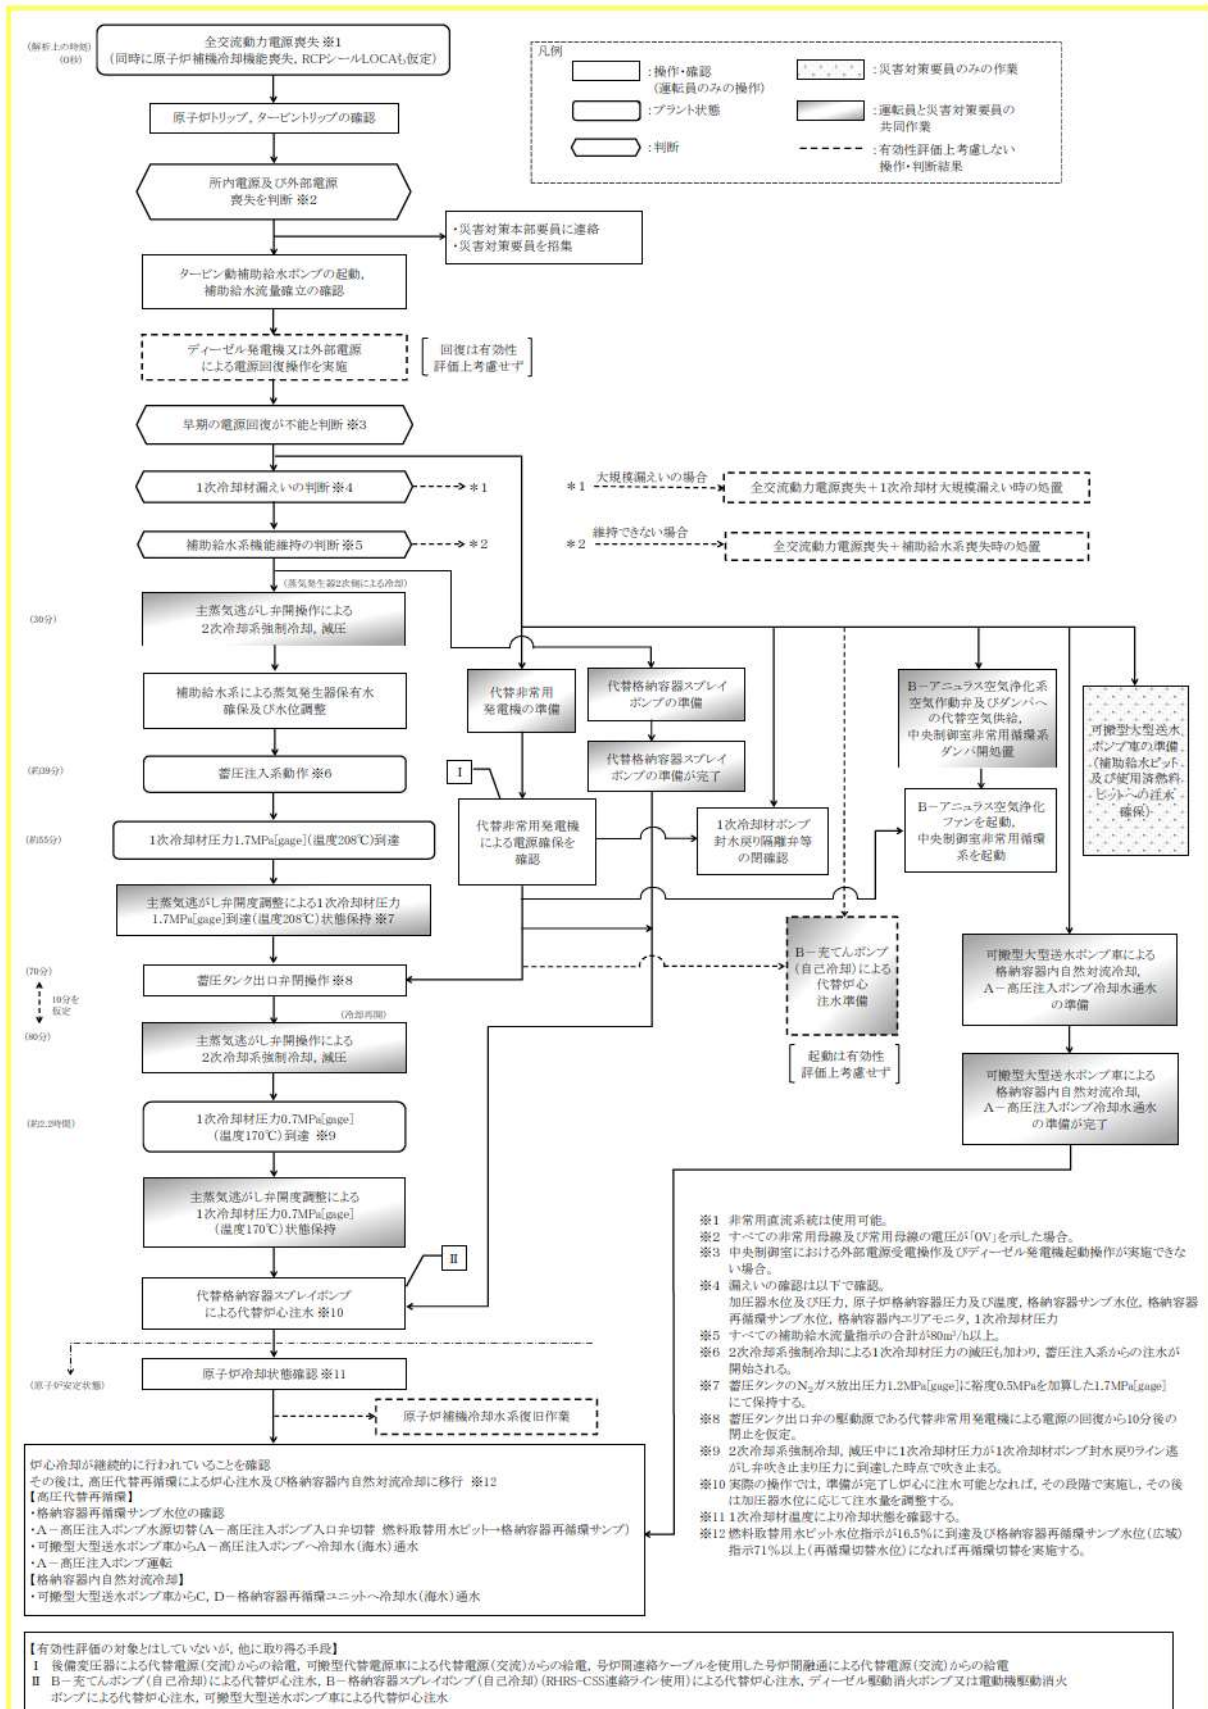 (解析上の時刻)
(0秒)
全交流動力電源喪失 ※1
(同時に原子炉補機冷却機能喪失, RCPシールLOCAも仮定)
原子炉トリップ, タービントリップの確認
所内電源及び外部電源
喪失を判断 ※2
・災害対策本部要員に連絡
・災害対策要員を招集
タービン動補助給水ポンプの起動,
補助給水流量確立の確認
ディーゼル発電機又は外部電源
による電源回復操作を実施
回復は有効性
評価上考慮せず
早期の電源回復が不能と判断 ※3
1次冷却材漏えいの判断 ※4
*1
補助給水系機能維持の判断 ※5
*2
凡例
:操作・確認
(運転員のみの操作)
:プラント状態
:判断
:災害対策要員のみの作業
:運転員と災害対策要員の
共同作業
:有効性評価上考慮しない
操作・判断結果
*1
大規模漏えいの場合
全交流動力電源喪失+1次冷却材大規模漏えい時の処置
*2
維持できない場合
全交流動力電源喪失+補助給水系喪失時の処置
(蒸気発生器2次側による冷却)
(30分)
主蒸気逃がし弁開操作による
2次冷却系強制冷却, 減圧
補助給水系による蒸気発生器保有水
確保及び水位調整
(約39分)
蓄圧注入系動作 ※6
(約55分)
1次冷却材圧力1.7MPa[gage](温度208℃)到達
主蒸気逃がし弁開度調整による1次冷却材圧力
1.7MPa[gage]到達(温度208℃)状態保持 ※7
(70分)
蓄圧タンク出口弁閉操作 ※8
10分を
仮定
(冷却再開)
(80分)
主蒸気逃がし弁開操作による
2次冷却系強制冷却, 減圧
(約2.2時間)
1次冷却材圧力0.7MPa[gage]
(温度170℃)到達 ※9
主蒸気逃がし弁開度調整による
1次冷却材圧力0.7MPa[gage]
(温度170℃)状態保持
Ⅱ
代替格納容器スプレイポンプ
による代替炉心注水 ※10
(原子炉安定状態)
原子炉冷却状態確認 ※11
原子炉補機冷却水系復旧作業
代替非常用
発電機の準備
Ⅰ
代替非常用発電機
による電源確保を
確認
代替格納容器スプレイ
ポンプの準備
代替格納容器スプレイ
ポンプの準備が完了
1次冷却材ポンプ
封水戻り隔離弁等
の閉確認
B-充てんポンプ
(自己冷却)による
代替炉心
注水準備
起動は有効性
評価上考慮せず
B-アニュラス空気浄化系
空気作動弁及びダンパへ
の代替空気供給,
中央制御室非常用循環系
ダンパ開処置
B-アニュラス空気浄化
ファンを起動,
中央制御室非常用循環
系を起動
可搬型大型送水
ポンプ車の準備
(補助給水ピット
及び使用済燃料
ピットへの注水
確保)
可搬型大型送水ポンプ車による
格納容器内自然対流冷却,
A-高圧注入ポンプ冷却水通水
の準備
可搬型大型送水ポンプ車による
格納容器内自然対流冷却,
A-高圧注入ポンプ冷却水通水
の準備が完了
※1 非常用直流系統は使用可能。
※2 すべての非常用母線及び常用母線の電圧が「0V」を示した場合。
※3 中央制御室における外部電源受電操作及びディーゼル発電機起動操作が実施できな
い場合。
※4 漏えいの確認は以下で確認。
加圧器水位及び圧力, 原子炉格納容器圧力及び温度, 格納容器サンプ水位, 格納容器
再循環サンプ水位, 格納容器内エリアモニタ, 1次冷却材圧力
※5 すべての補助給水流量指示の合計が80m³/h以上。
※6 2次冷却系強制冷却による1次冷却材圧力の減圧も加わり, 蓄圧注入系からの注水が
開始される。
※7 蓄圧タンクのN₂ガス放出圧力1.2MPa[gage]に裕度0.5MPaを加算した1.7MPa[gage]
にて保持する。
※8 蓄圧タンク出口弁の駆動源である代替非常用発電機による電源の回復から10分後の
閉止を仮定。
※9 2次冷却系強制冷却, 減圧中に1次冷却材圧力が1次冷却材ポンプ封水戻りライン逃
がし弁吹き止まり圧力に到達した時点で吹き止まる。
※10 実際の操作では, 準備が完了し炉心に注水可能となれば, その段階で実施し, その後
は加圧器水位に応じて注水量を調整する。
※11 1次冷却材温度により冷却状態を確認する。
※12 燃料取替用水ピット水位指示が16.5%に到達及び格納容器再循環サンプ水位(広域)
指示71%以上(再循環切替水位)になれば再循環切替を実施する。
炉心冷却が継続的に行われていることを確認
その後は, 高圧代替再循環による炉心注水及び格納容器内自然対流冷却に移行 ※12
【高圧代替再循環】
・格納容器再循環サンプ水位の確認
・A-高圧注入ポンプ水源切替(A-高圧注入ポンプ入口弁切替 燃料取替用水ピット→格納容器再循環サンプ)
・可搬型大型送水ポンプ車からA-高圧注入ポンプへ冷却水(海水)通水
・A-高圧注入ポンプ運転
【格納容器内自然対流冷却】
・可搬型大型送水ポンプ車からC, D-格納容器再循環ユニットへ冷却水(海水)通水
【有効性評価の対象とはしていないが, 他に取り得る手段】
Ⅰ 後備変圧器による代替電源(交流)からの給電, 可搬型代替電源車による代替電源(交流)からの給電, 号炉間連絡ケーブルを使用した号炉間融通による代替電源(交流)からの給電
Ⅱ B-充てんポンプ(自己冷却)による代替炉心注水, B-格納容器スプレイポンプ(自己冷却)(RHRS-CSS連絡ライン使用)による代替炉心注水, ディーゼル駆動消火ポンプ又は電動機駆動消火
ポンプによる代替炉心注水, 可搬型大型送水ポンプ車による代替炉心注水